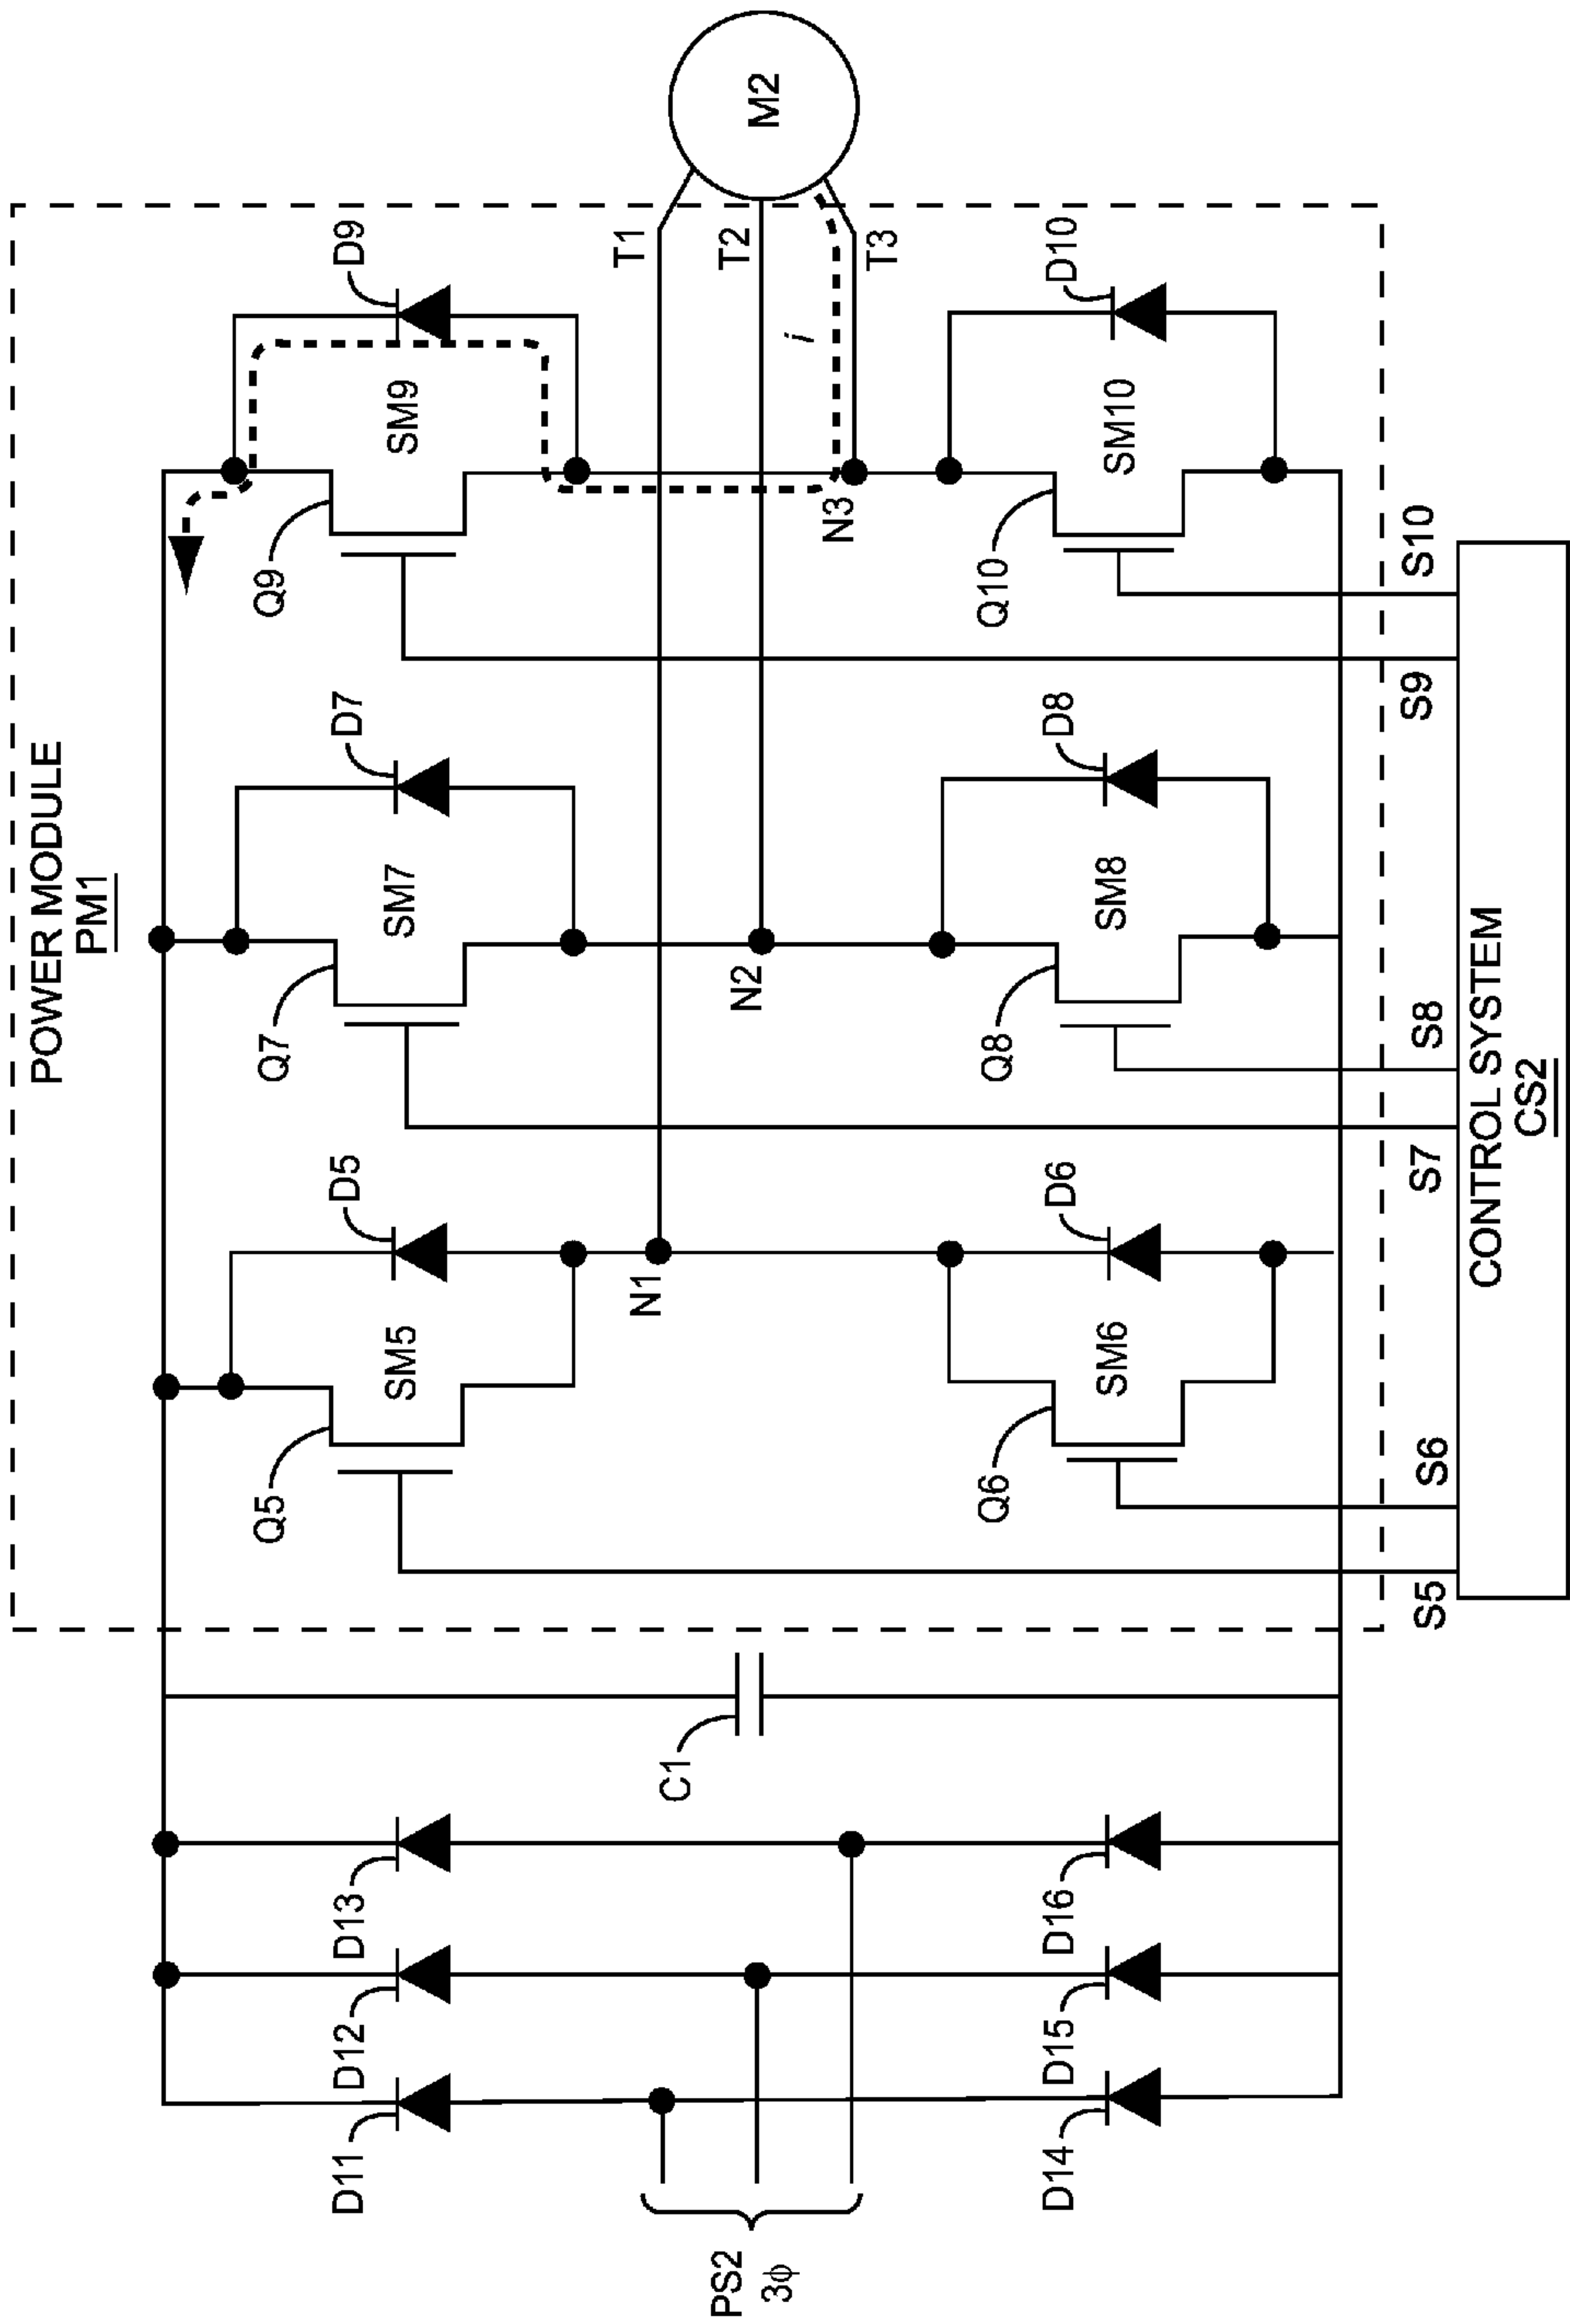 POWER MODULE
PM1
D9
SM9
Q9
D7
SM7
Q7
D5
SM5
Q5
T1
T2
T3
i
M2
N1
N2
N3
D10
SM10
Q10
D8
SM8
Q8
D6
SM6
Q6
C1
D13
D12
D11
D16
D15
D14
PS2
3ϕ
S5
S6
S7
S8
S9
S10
CONTROL SYSTEM
CS2